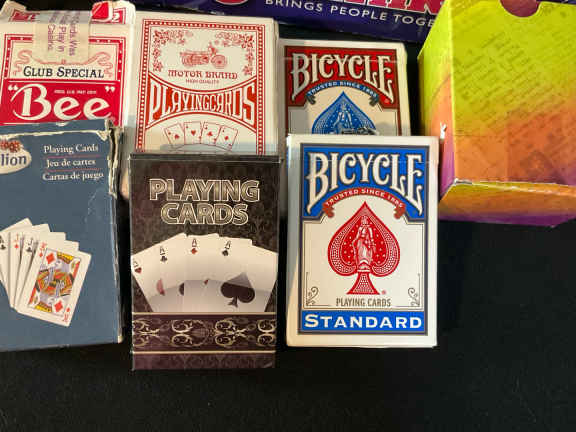 BRINGS PEOPLE TOGE
CLUB SPECIAL
"Bee"
MOTOR BRAND
HIGH QUALITY
PLAYINGCARDS
BICYCLE
TRUSTED SINCE 1885
lion
Playing Cards
Jeu de cartes
Cartas de juego
PLAYING
CARDS
BICYCLE
TRUSTED SINCE 1885
PLAYING CARDS
STANDARD